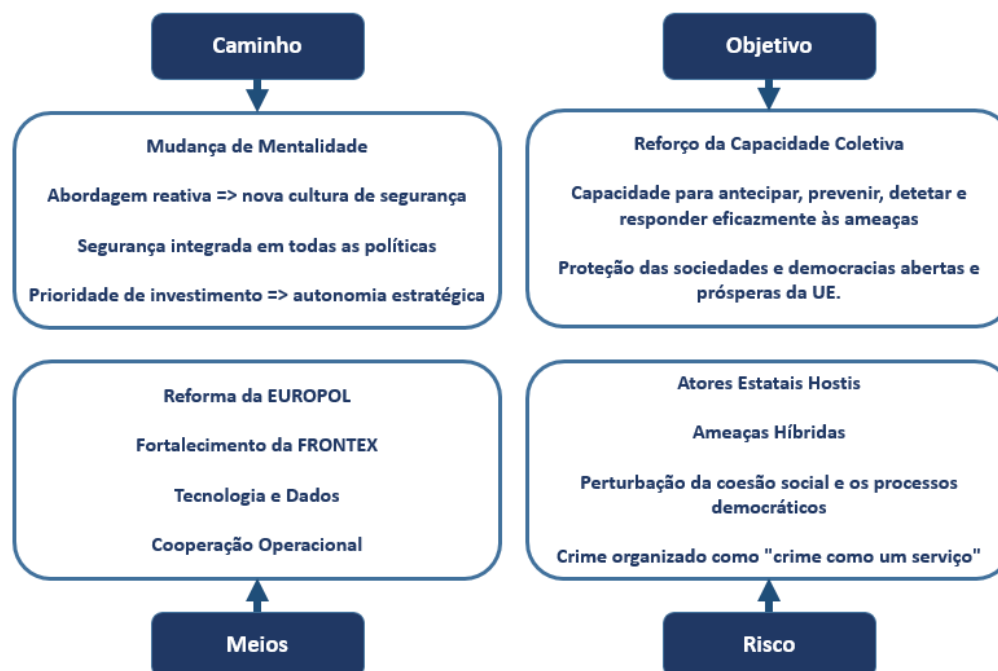 Caminho
Mudança de Mentalidade
Abordagem reativa => nova cultura de segurança
Segurança integrada em todas as políticas
Prioridade de investimento => autonomia estratégica
Objetivo
Reforço da Capacidade Coletiva
Capacidade para antecipar, prevenir, detetar e
responder eficazmente às ameaças
Proteção das sociedades e democracias abertas e
prósperas da UE.
Reforma da EUROPOL
Fortalecimento da FRONTEX
Tecnologia e Dados
Cooperação Operacional
Meios
Atores Estatais Hostis
Ameaças Híbridas
Perturbação da coesão social e os processos
democráticos
Crime organizado como "crime como um serviço"
Risco